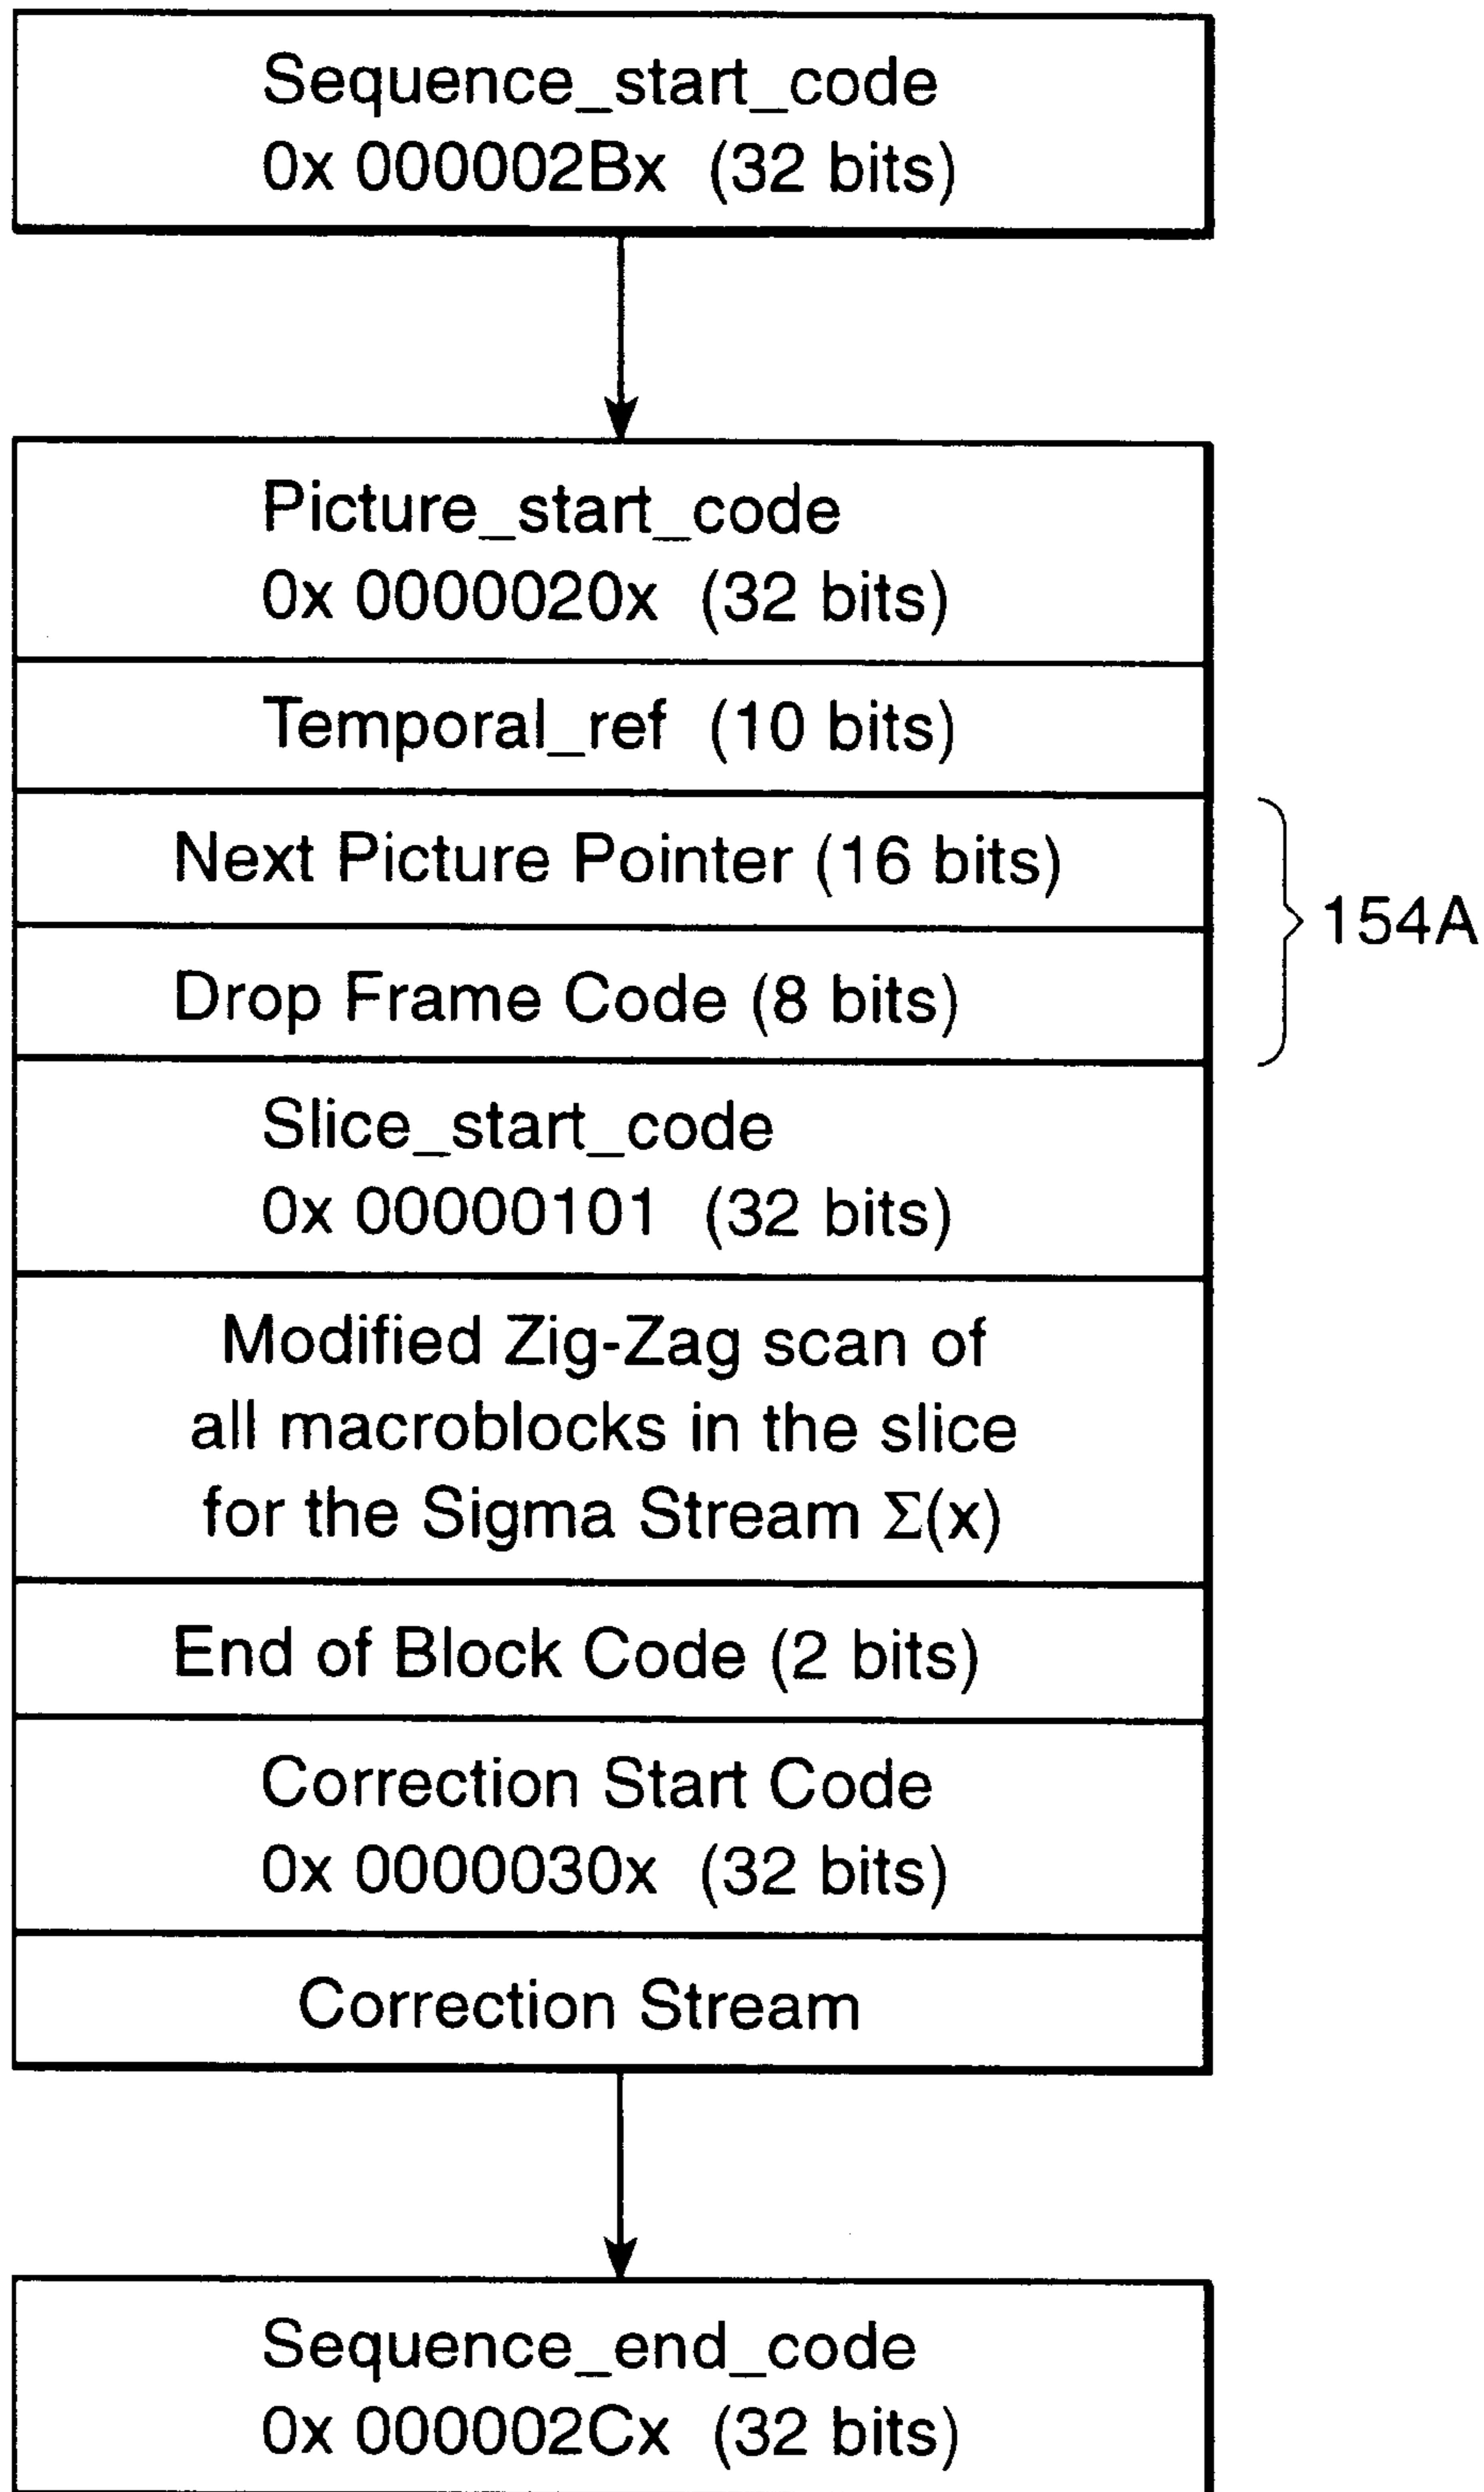 Sequence_start_code
0x 000002Bx (32 bits)
Picture_start_code
0x 0000020x (32 bits)
Temporal_ref (10 bits)
Next Picture Pointer (16 bits)
154A
Drop Frame Code (8 bits)
Slice_start_code
0x 00000101 (32 bits)
Modified Zig-Zag scan of
all macroblocks in the slice
for the Sigma Stream Σ(x)
End of Block Code (2 bits)
Correction Start Code
0x 0000030x (32 bits)
Correction Stream
Sequence_end_code
0x 000002Cx (32 bits)